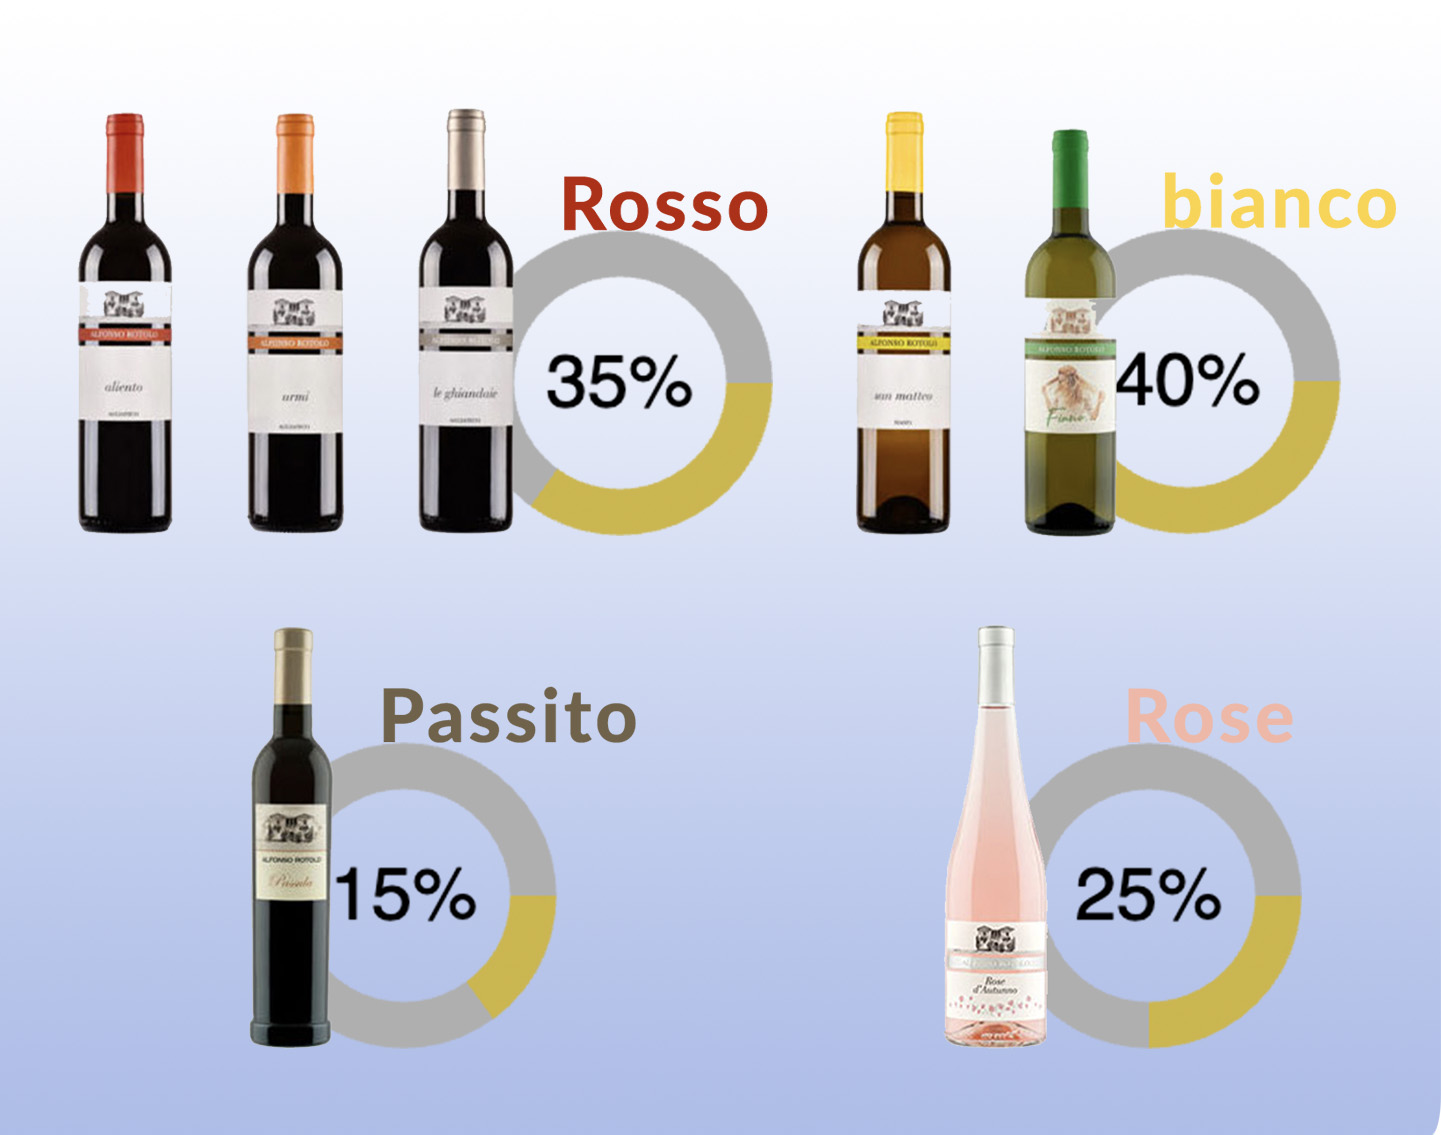 Rosso
ALFONSO ROTOLO
aliento
ALFONSO ROTOLO
urmi
ALFONSO ROTOLO
le ghiandaie
35%
bianco
ALFONSO ROTOLO
san matteo
ALFONSO ROTOLO
Fiano
40%
Passito
ALFONSO ROTOLO
Passula
15%
Rose
ALFONSO ROTOLO
Rose
d'Autunno
25%